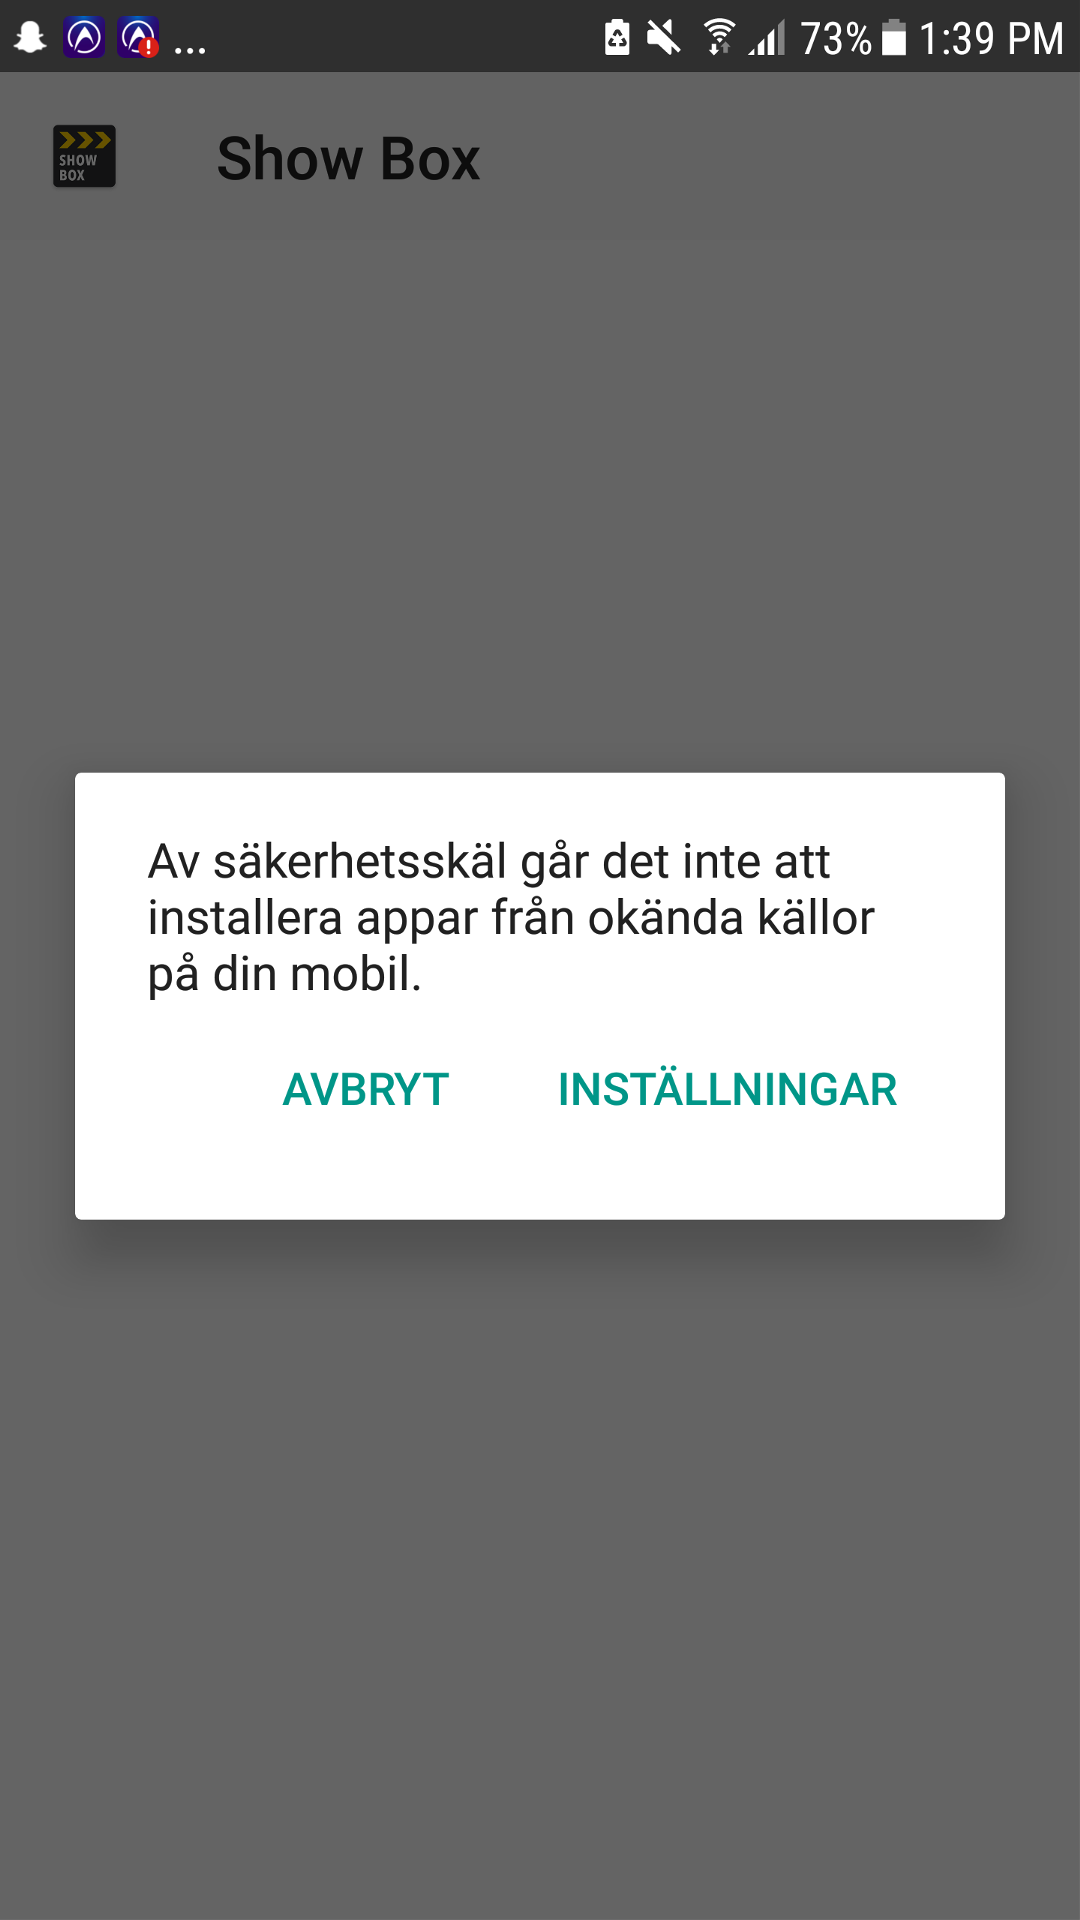 ... 73% 1:39 PM
SHOW
BOX
Show Box
Av säkerhetsskäl går det inte att
installera appar från okända källor
på din mobil.
AVBRYT INSTÄLLNINGAR